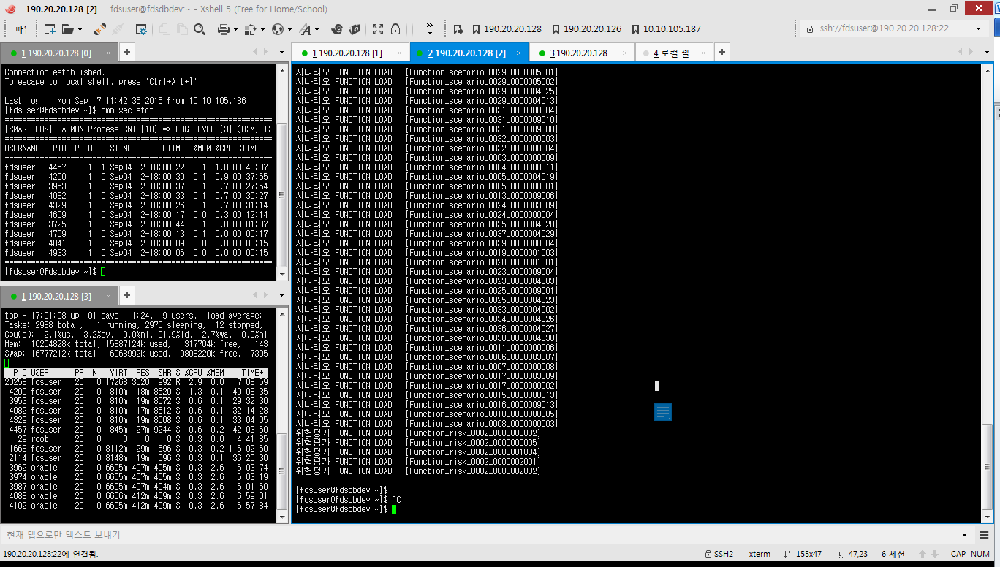 190.20.20.128 [2] fdsuser@fdsdbdev:~ - Xshell 5 (Free for Home/School)
190.20.20.128 190.20.20.126 10.10.105.187 ssh://fdsuser@190.20.20.128:22
1 190.20.20.128 [0]
Connection established.
To escape to local shell, press 'Ctrl+Alt+]'.
Last login: Mon Sep  7 11:42:35 2015 from 10.10.105.186
[fdsuser@fdsdbdev ~]$ dmnExec stat
================================================
[SMART FDS] DAEMON Process CNT [10] => LOG LEVEL [3] (0:M, 1:
================================================
USERNAME PID PPID C STIME ETIME %MEM %CPU CTIME
------------------------------------------------
fdsuser 4457 1 1 Sep04 2-18:00:22 0.1 1.0 00:40:07
fdsuser 4200 1 0 Sep04 2-18:00:30 0.1 0.9 00:37:55
fdsuser 3953 1 0 Sep04 2-18:00:37 0.1 0.7 00:27:54
fdsuser 4082 1 0 Sep04 2-18:00:33 0.1 0.7 00:30:27
fdsuser 4329 1 0 Sep04 2-18:00:26 0.1 0.7 00:31:14
fdsuser 4609 1 0 Sep04 2-18:00:17 0.0 0.3 00:12:14
fdsuser 3725 1 0 Sep04 2-18:00:44 0.1 0.0 00:01:37
fdsuser 4709 1 0 Sep04 2-18:00:13 0.1 0.0 00:00:17
fdsuser 4841 1 0 Sep04 2-18:00:09 0.0 0.0 00:00:15
fdsuser 4933 1 0 Sep04 2-18:00:05 0.0 0.0 00:00:15
================================================
[fdsuser@fdsdbdev ~]$
1 190.20.20.128 [3]
top - 17:01:08 up 101 days,  1:24,  9 users,  load average:
Tasks: 2988 total,   1 running, 2975 sleeping,  12 stopped,
Cpu(s):  2.1%us,  3.2%sy,  0.0%ni, 91.9%id,  2.7%wa,  0.0%hi
Mem:  16204828k total, 15887124k used,   317704k free,   143
Swap: 16777212k total,  6968992k used,  9808220k free,  7395
PID USER PR NI VIRT RES SHR S %CPU %MEM TIME+
20258 fdsuser 20 0 17268 3620 992 R 2.9 0.0 7:08.59
4200 fdsuser 20 0 810m 18m 8620 S 1.3 0.1 40:08.35
3953 fdsuser 20 0 810m 19m 8572 S 0.6 0.1 29:32.30
4082 fdsuser 20 0 810m 17m 8612 S 0.6 0.1 32:14.28
4329 fdsuser 20 0 810m 19m 8608 S 0.6 0.1 33:04.05
4457 fdsuser 20 0 845m 27m 9244 S 0.6 0.2 42:03.60
29 root 20 0 0 0 0 S 0.3 0.0 4:41.85
1668 fdsuser 20 0 8112m 29m 596 S 0.3 0.2 115:02.50
2114 fdsuser 20 0 8148m 19m 596 S 0.3 0.1 36:25.30
3962 oracle 20 0 6605m 407m 405m S 0.3 2.6 5:03.74
3974 oracle 20 0 6605m 407m 405m S 0.3 2.6 5:03.19
3987 oracle 20 0 6605m 407m 404m S 0.3 2.6 5:01.50
4088 oracle 20 0 6606m 412m 409m S 0.3 2.6 6:59.01
4102 oracle 20 0 6605m 412m 409m S 0.3 2.6 6:57.84
1 190.20.20.128 [1] 2 190.20.20.128 [2] 3 190.20.20.128 4 로컬 셸
시나리오 FUNCTION LOAD : [Function_scenario_0029_0000005001]
시나리오 FUNCTION LOAD : [Function_scenario_0029_0000005002]
시나리오 FUNCTION LOAD : [Function_scenario_0029_0000004025]
시나리오 FUNCTION LOAD : [Function_scenario_0029_0000004013]
시나리오 FUNCTION LOAD : [Function_scenario_0031_0000000004]
시나리오 FUNCTION LOAD : [Function_scenario_0031_0000009010]
시나리오 FUNCTION LOAD : [Function_scenario_0031_0000009008]
시나리오 FUNCTION LOAD : [Function_scenario_0032_0000000003]
시나리오 FUNCTION LOAD : [Function_scenario_0032_0000000004]
시나리오 FUNCTION LOAD : [Function_scenario_0003_0000000009]
시나리오 FUNCTION LOAD : [Function_scenario_0004_0000000011]
시나리오 FUNCTION LOAD : [Function_scenario_0005_0000004019]
시나리오 FUNCTION LOAD : [Function_scenario_0005_0000000001]
시나리오 FUNCTION LOAD : [Function_scenario_0013_0000009006]
시나리오 FUNCTION LOAD : [Function_scenario_0024_0000003009]
시나리오 FUNCTION LOAD : [Function_scenario_0024_0000000004]
시나리오 FUNCTION LOAD : [Function_scenario_0035_0000004028]
시나리오 FUNCTION LOAD : [Function_scenario_0037_0000004029]
시나리오 FUNCTION LOAD : [Function_scenario_0039_0000000004]
시나리오 FUNCTION LOAD : [Function_scenario_0019_0000001003]
시나리오 FUNCTION LOAD : [Function_scenario_0020_0000001001]
시나리오 FUNCTION LOAD : [Function_scenario_0023_0000009004]
시나리오 FUNCTION LOAD : [Function_scenario_0023_0000004003]
시나리오 FUNCTION LOAD : [Function_scenario_0025_0000009001]
시나리오 FUNCTION LOAD : [Function_scenario_0025_0000004023]
시나리오 FUNCTION LOAD : [Function_scenario_0033_0000004002]
시나리오 FUNCTION LOAD : [Function_scenario_0034_0000004026]
시나리오 FUNCTION LOAD : [Function_scenario_0036_0000004027]
시나리오 FUNCTION LOAD : [Function_scenario_0038_0000004030]
시나리오 FUNCTION LOAD : [Function_scenario_0011_0000000006]
시나리오 FUNCTION LOAD : [Function_scenario_0006_0000003007]
시나리오 FUNCTION LOAD : [Function_scenario_0007_0000000008]
시나리오 FUNCTION LOAD : [Function_scenario_0017_0000003009]
시나리오 FUNCTION LOAD : [Function_scenario_0017_0000000002]
시나리오 FUNCTION LOAD : [Function_scenario_0015_0000000013]
시나리오 FUNCTION LOAD : [Function_scenario_0016_0000009013]
시나리오 FUNCTION LOAD : [Function_scenario_0018_0000000005]
시나리오 FUNCTION LOAD : [Function_scenario_0008_0000000003]
위험평가 FUNCTION LOAD : [Function_risk_0002_0000000002]
위험평가 FUNCTION LOAD : [Function_risk_0002_0000000005]
위험평가 FUNCTION LOAD : [Function_risk_0002_0000001004]
위험평가 FUNCTION LOAD : [Function_risk_0002_0000002001]
위험평가 FUNCTION LOAD : [Function_risk_0002_0000002002]
[fdsuser@fdsdbdev ~]$
[fdsuser@fdsdbdev ~]$ ^C
[fdsuser@fdsdbdev ~]$
현재 탭으로만 텍스트 보내기
190.20.20.128:22에 연결됨. SSH2 xterm 155x47 47,23 6 세션 CAP NUM